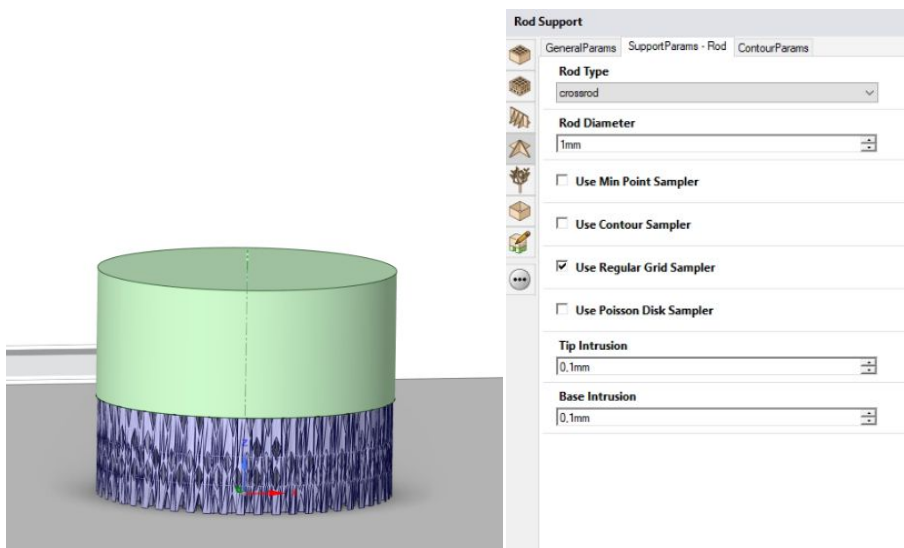 Rod Support
GeneralParams SupportParams - Rod ContourParams
Rod Type
crossrod
Rod Diameter
1mm
Use Min Point Sampler
Use Contour Sampler
Use Regular Grid Sampler
Use Poisson Disk Sampler
Tip Intrusion
0,1mm
Base Intrusion
0,1mm
z
x